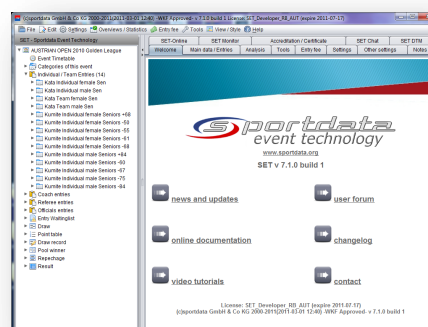 (c)sportdata GmbH & Co KG 2000-2011(2011-03-01 12:40) -WKF Approved- v 7.1.0 build 1 License: SET_Developer_RB_AUT (expire 2011-07-17)
File Edit Settings Overviews / Statistics Entry fee Tools View / Style Help
SET - Sportdata Event Technology
SET-Online SET Monitor Accreditation / Certificate SET Chat SET DTM
Welcome Main data / Entries Analysis Tools Entry fee Settings Other settings Notes
AUSTRIAN OPEN 2010 Golden League
Event Timetable
Categories of this event
Individual / Team Entries (14)
Kata Individual female Sen
Kata Individual male Sen
Kata Team female Sen
Kata Team male Sen
Kumite Individual female Seniors +68
Kumite Individual female Seniors -50
Kumite Individual female Seniors -55
Kumite Individual female Seniors -61
Kumite Individual female Seniors -68
Kumite Individual male Seniors +84
Kumite Individual male Seniors -60
Kumite Individual male Seniors -67
Kumite Individual male Seniors -75
Kumite Individual male Seniors -84
Coach entries
Referee entries
Officials entries
Entry Waitinglist
Draw
Pointtable
Draw record
Pool winner
Repechage
Result
sportdata
event technology
www.sportdata.org
SET v 7.1.0 build 1
news and updates
user forum
online documentation
changelog
video tutorials
contact
License: SET_Developer_RB_AUT (expire 2011-07-17)
(c)sportdata GmbH & Co KG 2000-2011(2011-03-01 12:40) -WKF Approved- v 7.1.0 build 1